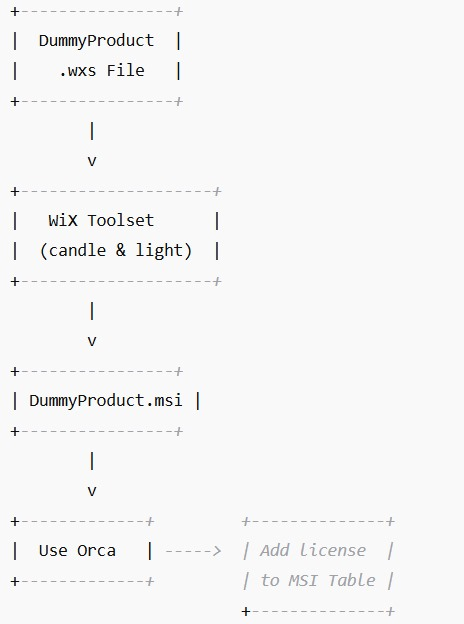 +----------------+
|  DummyProduct  |
|    .wxs File   |
+----------------+
        |
        v
+--------------------+
|   WiX Toolset      |
|  (candle & light)  |
+--------------------+
        |
        v
+----------------+
| DummyProduct.msi |
+----------------+
        |
        v
+-------------+         +--------------+
|  Use Orca   | ----->  | Add license  |
+-------------+         | to MSI Table |
                        +--------------+